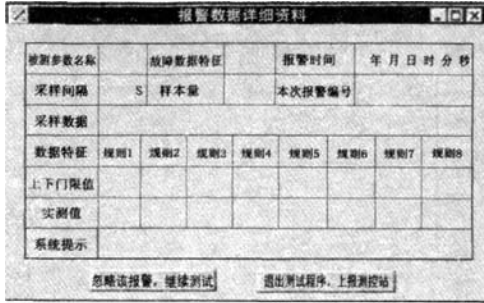 报警数据详细资料
被测参数名称 故障数据特征 报警时间 年 月 日 时 分 秒
采样间隔 S 样本量 本次报警编号
采样数据
数据特征 规则1 规则2 规则3 规则4 规则5 规则6 规则7 规则8
上下门限值
实测值
系统提示
忽略该报警，继续测试 退出测试程序、上报测控站